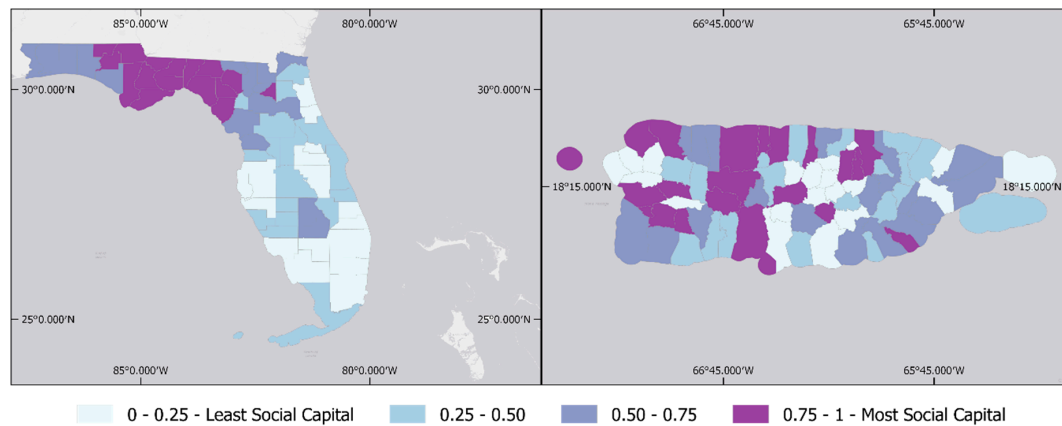 85°0.000'W 80°0.000'W 66°45.000'W 65°45.000'W
30°0.000'N 30°0.000'N
18°15.000'N 18°15.000'N
25°0.000'N 25°0.000'N
85°0.000'W 80°0.000'W 66°45.000'W 65°45.000'W
0 - 0.25 - Least Social Capital 0.25 - 0.50 0.50 - 0.75 0.75 - 1 - Most Social Capital